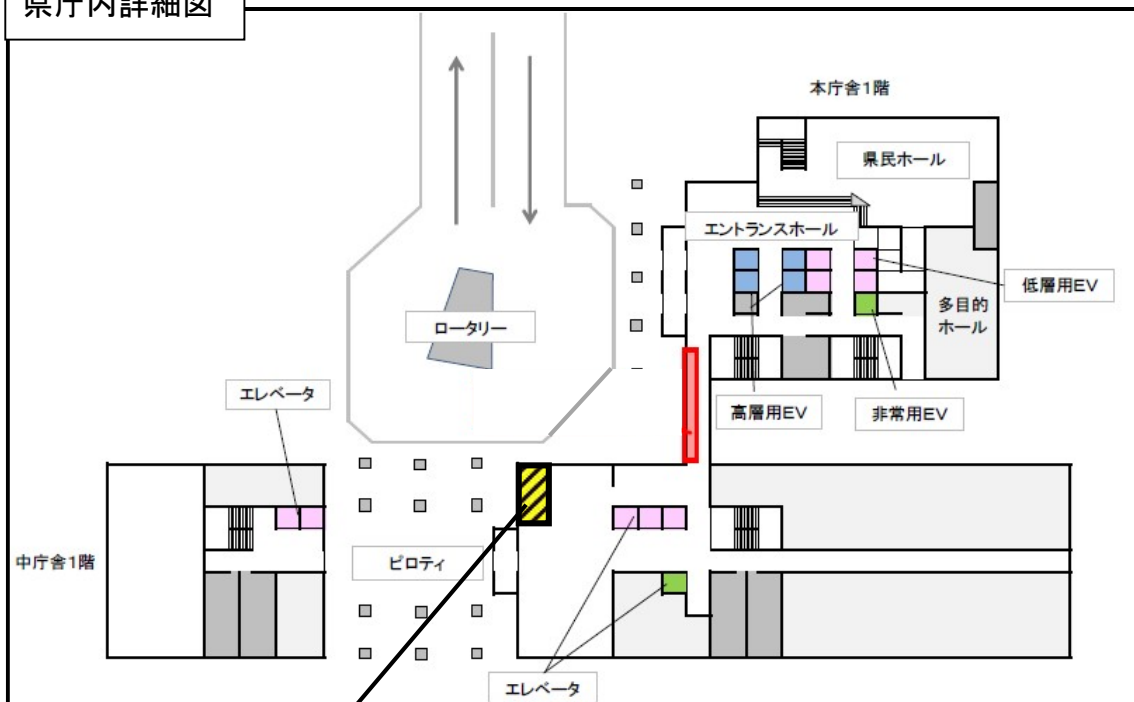 県庁内詳細図
本庁舎1階
県民ホール
エントランスホール
低層用EV
多目的
ホール
ロータリー
エレベータ
高層用EV
非常用EV
中庁舎1階
ピロティ
エレベータ